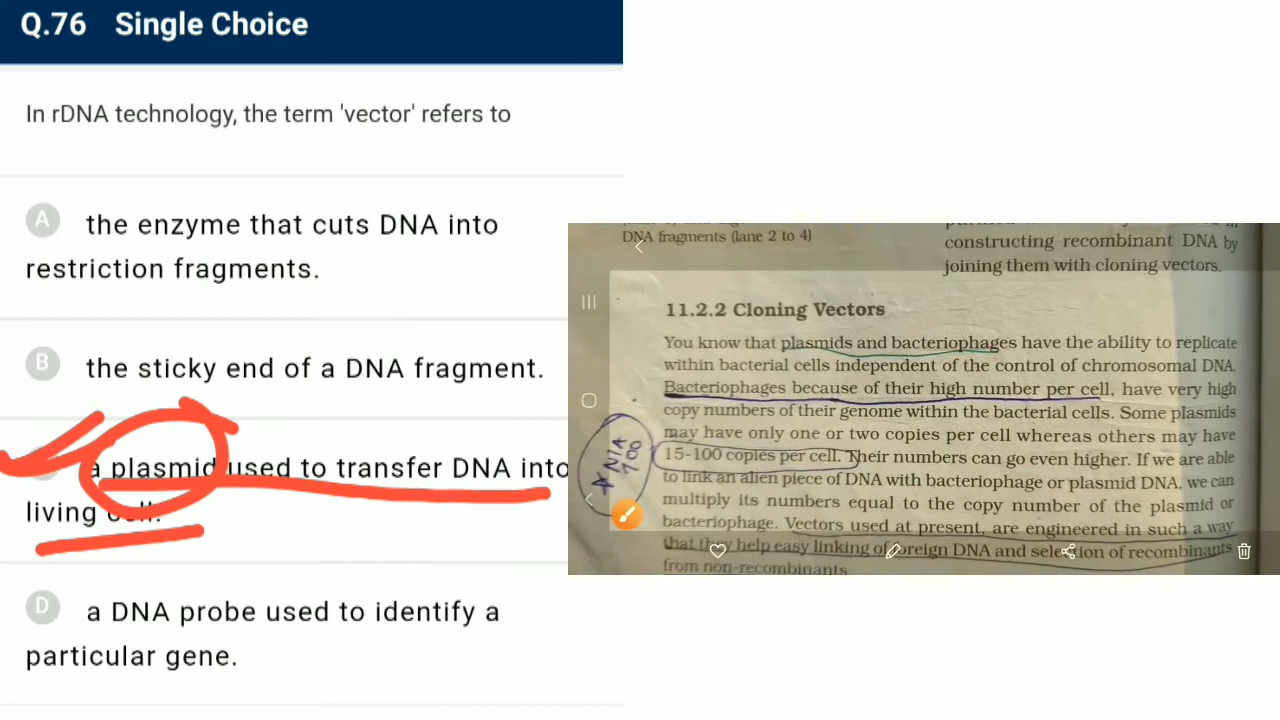 Q.76 Single Choice
In rDNA technology, the term 'vector' refers to
A the enzyme that cuts DNA into
restriction fragments.
B the sticky end of a DNA fragment.
a plasmid used to transfer DNA into
living cell.
D a DNA probe used to identify a
particular gene.
DNA fragments (lane 2 to 4)
constructing recombinant DNA by
joining them with cloning vectors.
11.2.2 Cloning Vectors
You know that plasmids and bacteriophages have the ability to replicate
within bacterial cells independent of the control of chromosomal DNA.
Bacteriophages because of their high number per cell, have very high
copy numbers of their genome within the bacterial cells. Some plasmids
may have only one or two copies per cell whereas others may have
15-100 copies per cell. Their numbers can go even higher. If we are able
to link an alien piece of DNA with bacteriophage or plasmid DNA, we can
multiply its numbers equal to the copy number of the plasmid or
bacteriophage. Vectors used at present, are engineered in such a way
that they help easy linking of foreign DNA and selection of recombinants
from non-recombinants